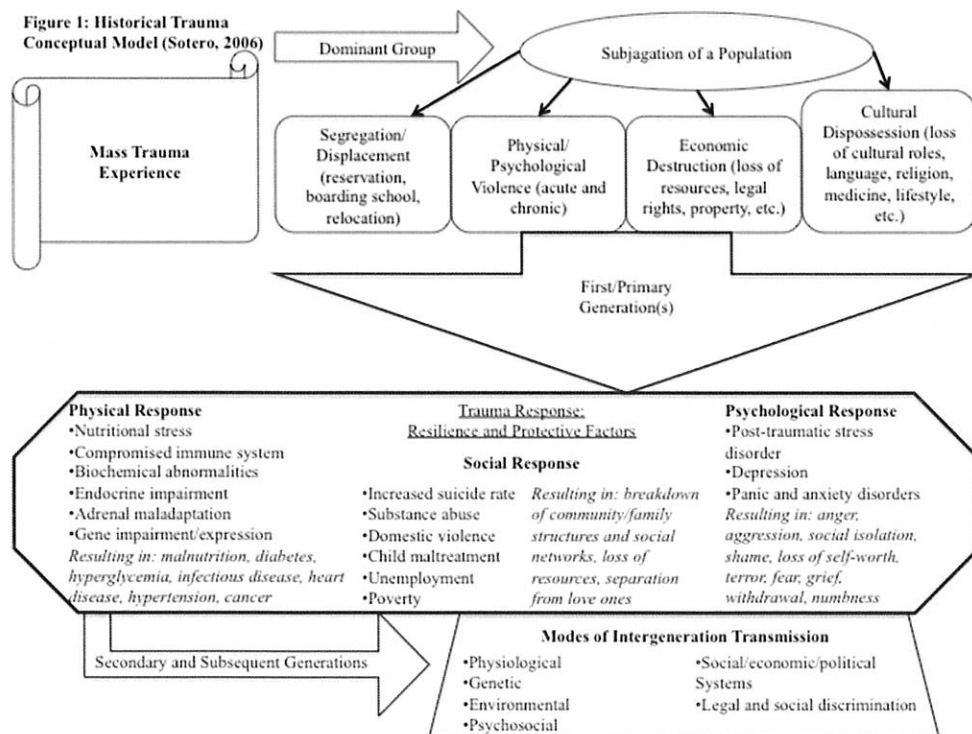 Figure 1: Historical Trauma
Conceptual Model (Sotero, 2006)
Dominant Group
Subjagation of a Population
Mass Trauma
Experience
Segregation/
Displacement
(reservation,
boarding school,
relocation)
Physical/
Psychological
Violence (acute and
chronic)
Economic
Destruction (loss of
resources, legal
rights, property, etc.)
Cultural
Dispossession (loss
of cultural roles,
language, religion,
medicine, lifestyle,
etc.)
First/Primary
Generation(s)
Physical Response
•Nutritional stress
•Compromised immune system
•Biochemical abnormalities
•Endocrine impairment
•Adrenal maladaptation
•Gene impairment/expression
Resulting in: malnutrition, diabetes,
hyperglycemia, infectious disease, heart
disease, hypertension, cancer
Trauma Response:
Resilience and Protective Factors
Social Response
•Increased suicide rate
•Substance abuse
•Domestic violence
•Child maltreatment
•Unemployment
•Poverty
Resulting in: breakdown
of community/family
structures and social
networks, loss of
resources, separation
from love ones
Psychological Response
•Post-traumatic stress
disorder
•Depression
•Panic and anxiety disorders
Resulting in: anger,
aggression, social isolation,
shame, loss of self-worth,
terror, fear, grief,
withdrawal, numbness
Secondary and Subsequent Generations
Modes of Intergeneration Transmission
•Physiological
•Genetic
•Environmental
•Psychosocial
•Social/economic/political
Systems
•Legal and social discrimination